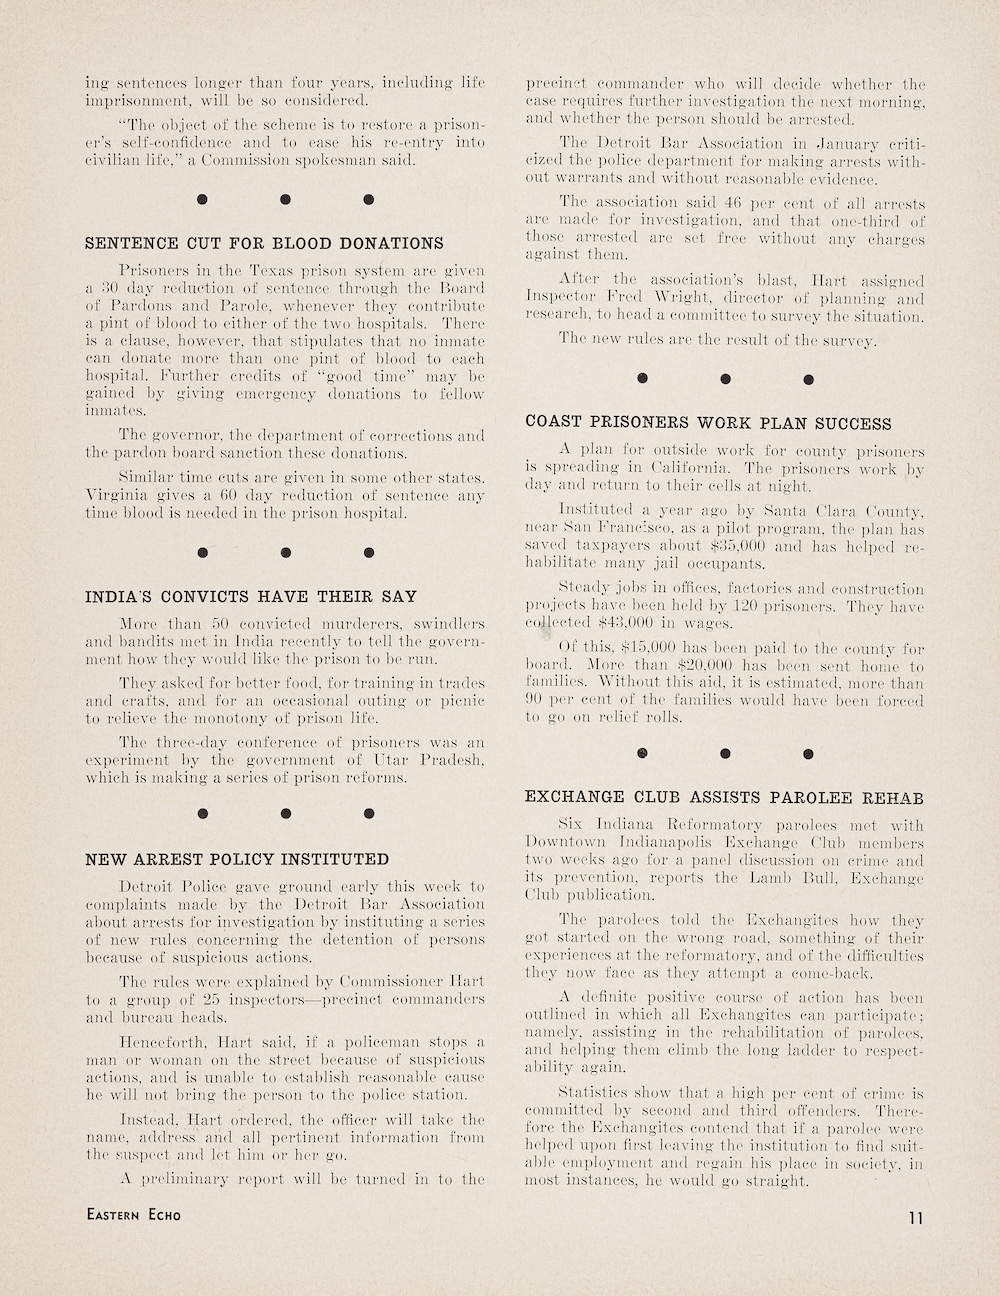 ing sentences longer than four years, including life
imprisonment, will be so considered.
“The object of the scheme is to restore a prison-
er’s self-confidence and to ease his re-entry into
civilian life,” a Commission spokesman said.
● ● ●
SENTENCE CUT FOR BLOOD DONATIONS
Prisoners in the Texas prison system are given
a 30 day reduction of sentence through the Board
of Pardons and Parole, whenever they contribute
a pint of blood to either of the two hospitals. There
is a clause, however, that stipulates that no inmate
can donate more than one pint of blood to each
hospital. Further credits of “good time” may be
gained by giving emergency donations to fellow
inmates.
The governor, the department of corrections and
the pardon board sanction these donations.
Similar time cuts are given in some other states.
Virginia gives a 60 day reduction of sentence any
time blood is needed in the prison hospital.
● ● ●
INDIA’S CONVICTS HAVE THEIR SAY
More than 50 convicted murderers, swindlers
and bandits met in India recently to tell the govern-
ment how they would like the prison to be run.
They asked for better food, for training in trades
and crafts, and for an occasional outing or picnic
to relieve the monotony of prison life.
The three-day conference of prisoners was an
experiment by the government of Utar Pradesh,
which is making a series of prison reforms.
● ● ●
NEW ARREST POLICY INSTITUTED
Detroit Police gave ground early this week to
complaints made by the Detroit Bar Association
about arrests for investigation by instituting a series
of new rules concerning the detention of persons
because of suspicious actions.
The rules were explained by Commissioner Hart
to a group of 25 inspectors—precinct commanders
and bureau heads.
Henceforth, Hart said, if a policeman stops a
man or woman on the street because of suspicious
actions, and is unable to establish reasonable cause
he will not bring the person to the police station.
Instead, Hart ordered, the officer will take the
name, address and all pertinent information from
the suspect and let him or her go.
A preliminary report will be turned in to the
precinct commander who will decide whether the
case requires further investigation the next morning,
and whether the person should be arrested.
The Detroit Bar Association in January criti-
cized the police department for making arrests with-
out warrants and without reasonable evidence.
The association said 46 per cent of all arrests
are made for investigation, and that one-third of
those arrested are set free without any charges
against them.
After the association’s blast, Hart assigned
Inspector Fred Wright, director of planning and
research, to head a committee to survey the situation.
The new rules are the result of the survey.
● ● ●
COAST PRISONERS WORK PLAN SUCCESS
A plan for outside work for county prisoners
is spreading in California. The prisoners work by
day and return to their cells at night.
Instituted a year ago by Santa Clara County,
near San Francisco, as a pilot program, the plan has
saved taxpayers about $35,000 and has helped re-
habilitate many jail occupants.
Steady jobs in offices, factories and construction
projects have been held by 120 prisoners. They have
collected $43,000 in wages.
Of this, $15,000 has been paid to the county for
board. More than $20,000 has been sent home to
families. Without this aid, it is estimated, more than
90 per cent of the families would have been forced
to go on relief rolls.
● ● ●
EXCHANGE CLUB ASSISTS PAROLEE REHAB
Six Indiana Reformatory parolees met with
Downtown Indianapolis Exchange Club members
two weeks ago for a panel discussion on crime and
its prevention, reports the Lamb Bull, Exchange
Club publication.
The parolees told the Exchangites how they
got started on the wrong road, something of their
experiences at the reformatory, and of the difficulties
they now face as they attempt a come-back.
A definite positive course of action has been
outlined in which all Exchangites can participate;
namely, assisting in the rehabilitation of parolees,
and helping them climb the long ladder to respect-
ability again.
Statistics show that a high per cent of crime is
committed by second and third offenders. There-
fore the Exchangites contend that if a parolee were
helped upon first leaving the institution to find suit-
able employment and regain his place in society, in
most instances, he would go straight.
EASTERN ECHO
11